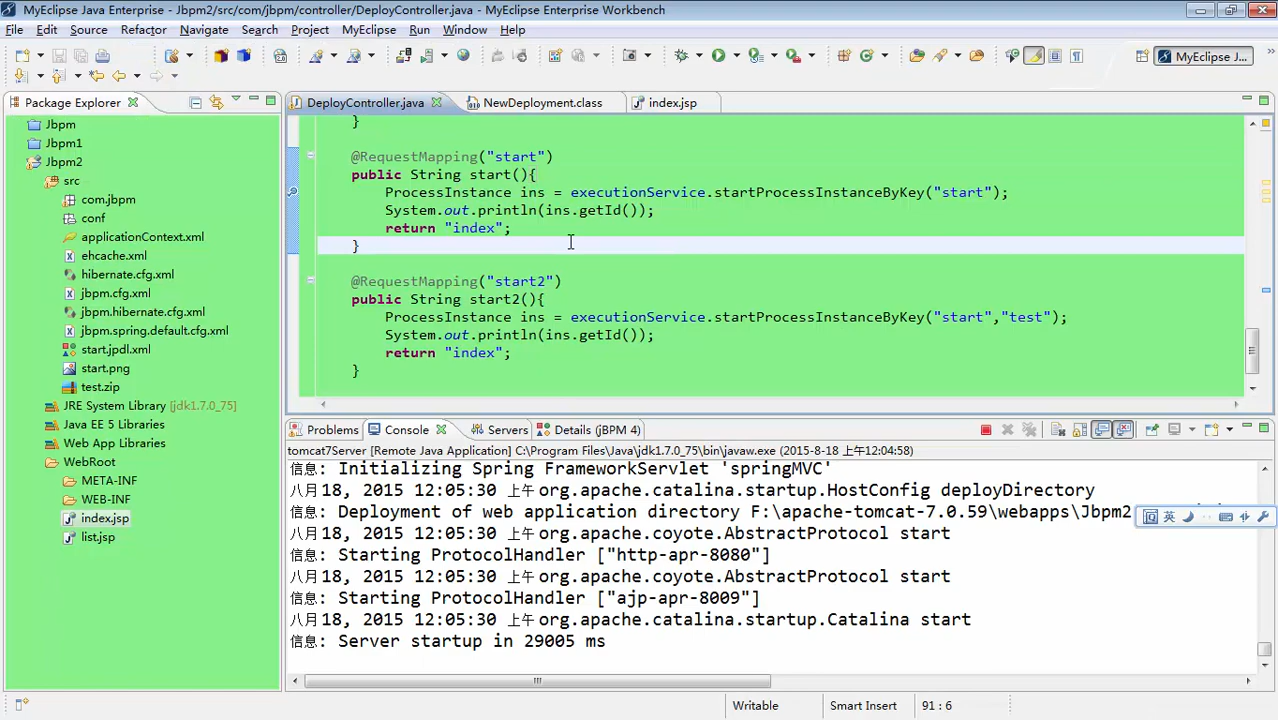 MyEclipse Java Enterprise - Jbpm2/src/com/jbpm/controller/DeployController.java - MyEclipse Enterprise Workbench
File Edit Source Refactor Navigate Search Project MyEclipse Run Window Help
MyEclipse J...
Package Explorer
DeployController.java
NewDeployment.class
index.jsp
Jbpm
Jbpm1
Jbpm2
src
com.jbpm
conf
applicationContext.xml
ehcache.xml
hibernate.cfg.xml
jbpm.cfg.xml
jbpm.hibernate.cfg.xml
jbpm.spring.default.cfg.xml
start.jpdl.xml
start.png
test.zip
JRE System Library [jdk1.7.0_75]
Java EE 5 Libraries
Web App Libraries
WebRoot
META-INF
WEB-INF
index.jsp
list.jsp
}
@RequestMapping("start")
public String start(){
ProcessInstance ins = executionService.startProcessInstanceByKey("start");
System.out.println(ins.getId());
return "index";
}
@RequestMapping("start2")
public String start2(){
ProcessInstance ins = executionService.startProcessInstanceByKey("start","test");
System.out.println(ins.getId());
return "index";
}
Problems
Console
Servers
Details (jBPM 4)
tomcat7Server [Remote Java Application] C:\Program Files\Java\jdk1.7.0_75\bin\javaw.exe (2015-8-18 上午12:04:58)
信息: Initializing Spring FrameworkServlet 'springMVC'
八月 18, 2015 12:05:30 上午 org.apache.catalina.startup.HostConfig deployDirectory
信息: Deployment of web application directory F:\apache-tomcat-7.0.59\webapps\Jbpm2
八月 18, 2015 12:05:30 上午 org.apache.coyote.AbstractProtocol start
信息: Starting ProtocolHandler ["http-apr-8080"]
八月 18, 2015 12:05:30 上午 org.apache.coyote.AbstractProtocol start
信息: Starting ProtocolHandler ["ajp-apr-8009"]
八月 18, 2015 12:05:30 上午 org.apache.catalina.startup.Catalina start
信息: Server startup in 29005 ms
英
Writable
Smart Insert
91 : 6